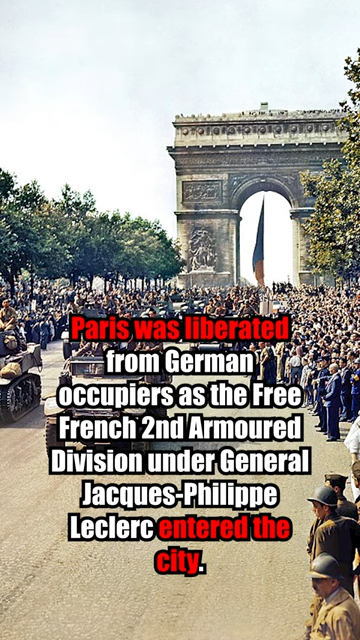 Paris was liberated
from German
occupiers as the Free
French 2nd Armoured
Division under General
Jacques-Philippe
Leclerc entered the
city.